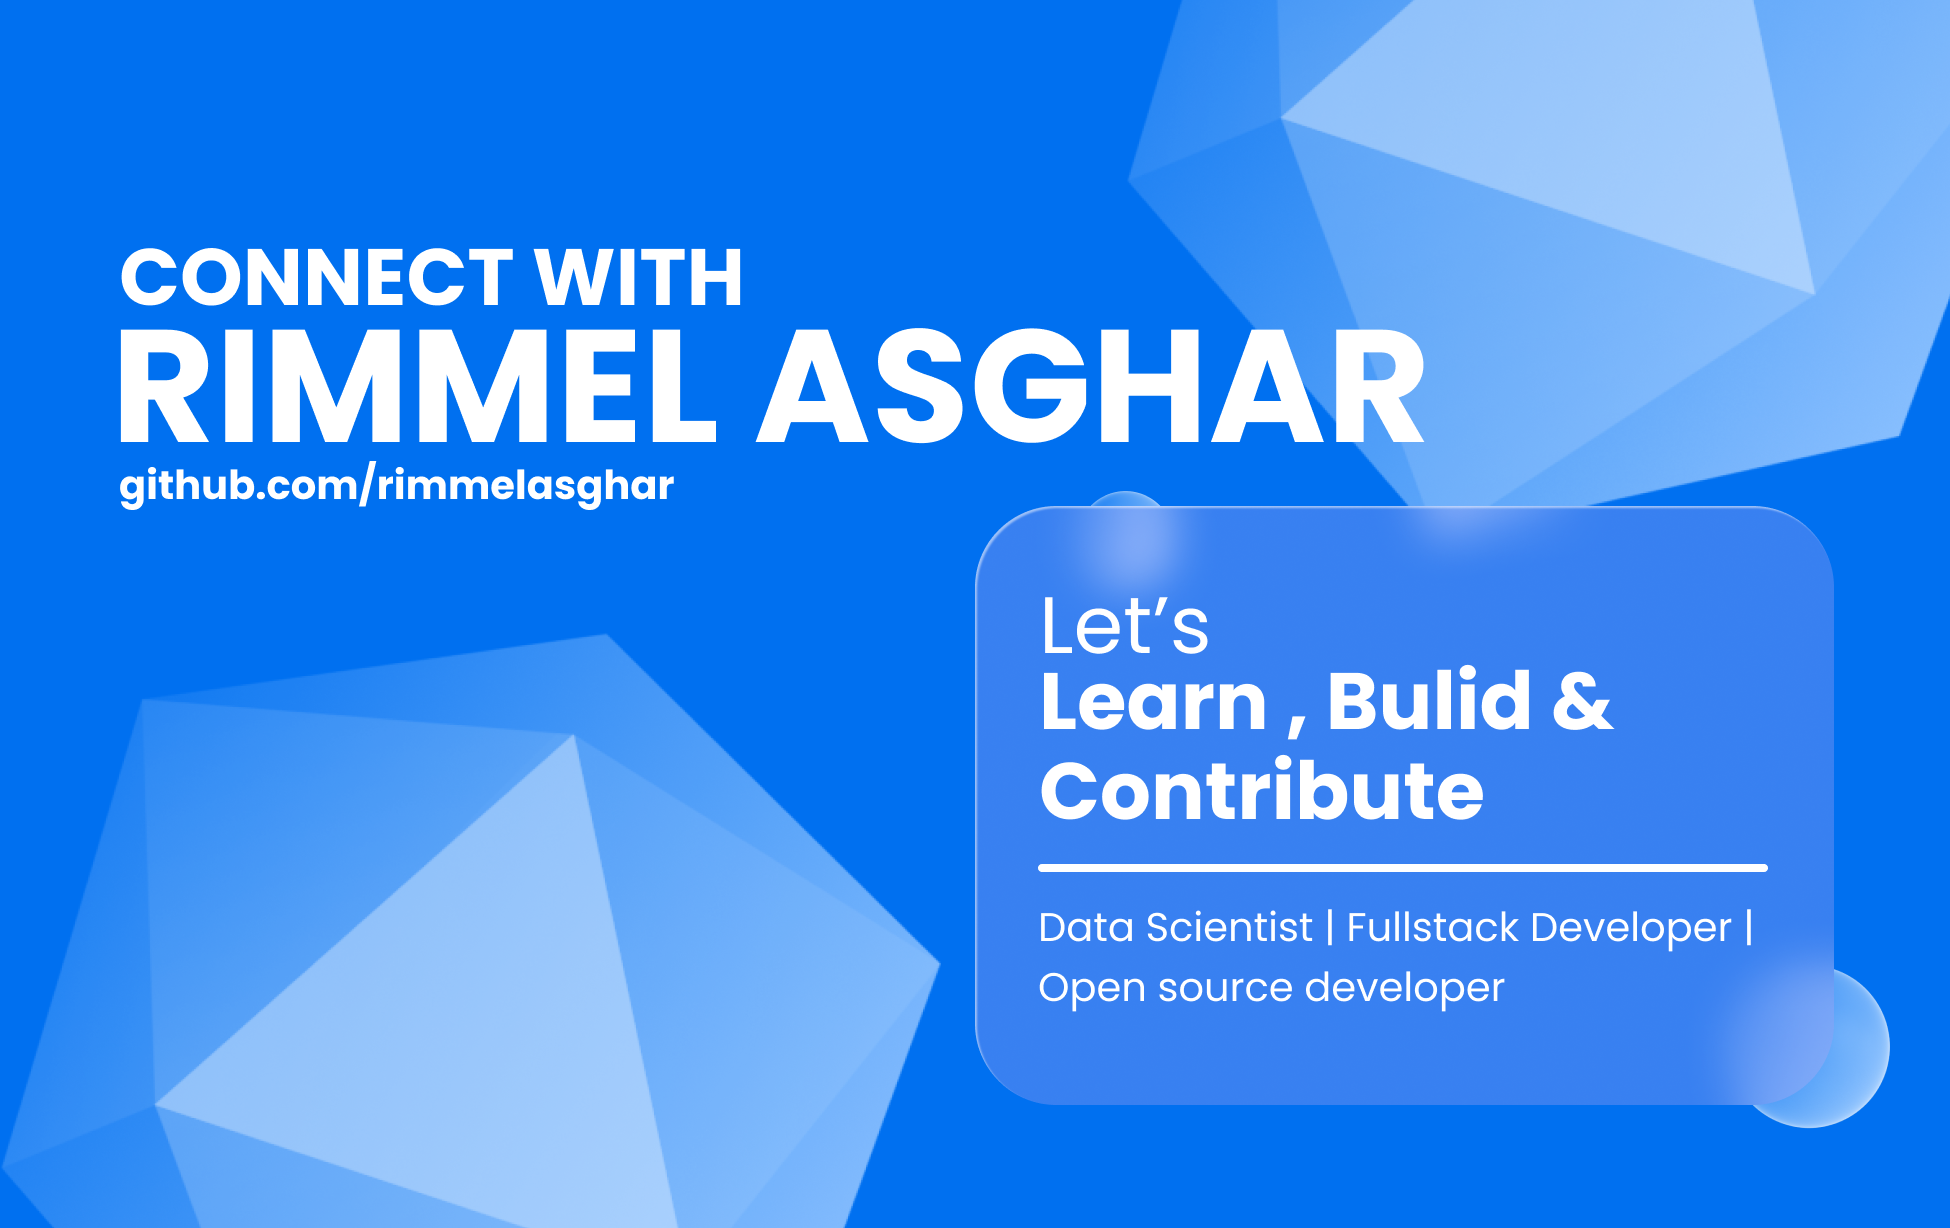 CONNECT WITH
RIMMEL ASGHAR
github.com/rimmelasghar
Let’s
Learn , Bulid &
Contribute
Data Scientist | Fullstack Developer |
Open source developer